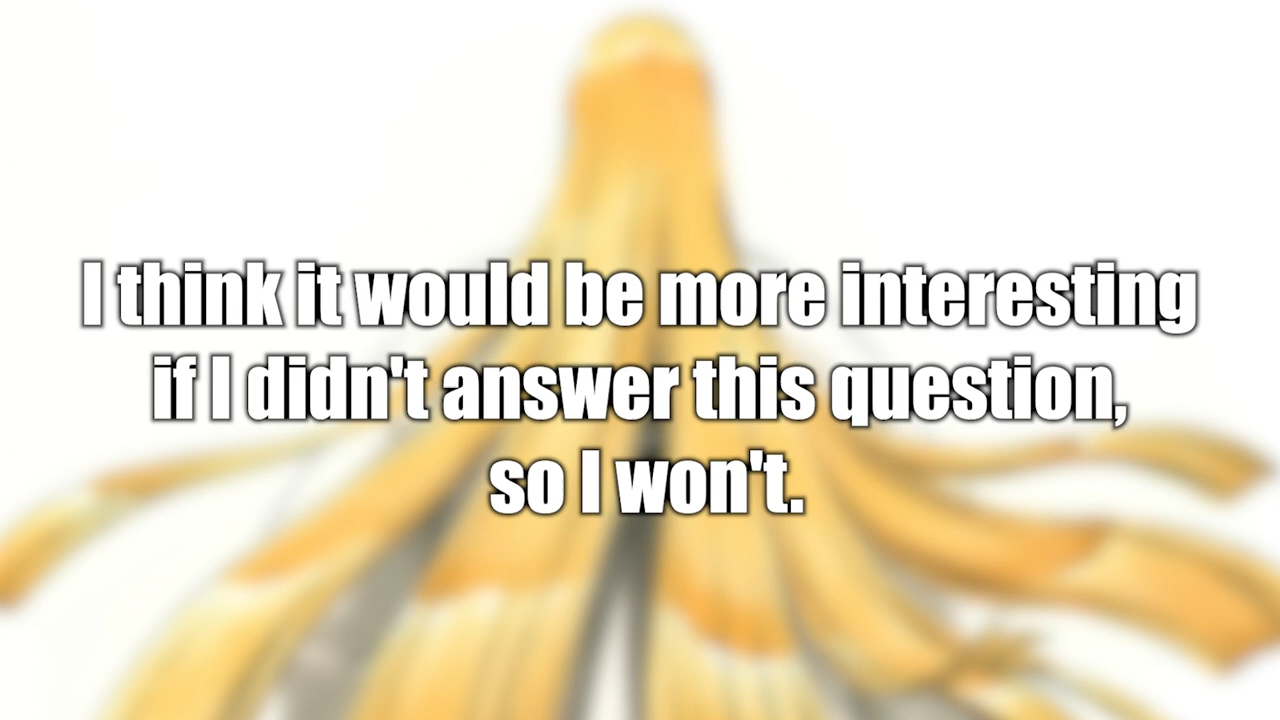 I think it would be more interesting
if I didn't answer this question,
so I won't.